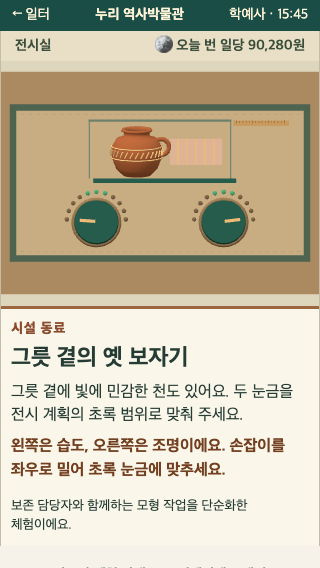 ← 일터
누리 역사박물관
학예사 · 15:45
전시실
오늘 번 일당 90,280원
시설 동료
그릇 곁의 옛 보자기
그릇 곁에 빛에 민감한 천도 있어요. 두 눈금을
전시 계획의 초록 범위로 맞춰 주세요.
왼쪽은 습도, 오른쪽은 조명이에요. 손잡이를
좌우로 밀어 초록 눈금에 맞추세요.
보존 담당자와 함께하는 모형 작업을 단순화한
체험이에요.